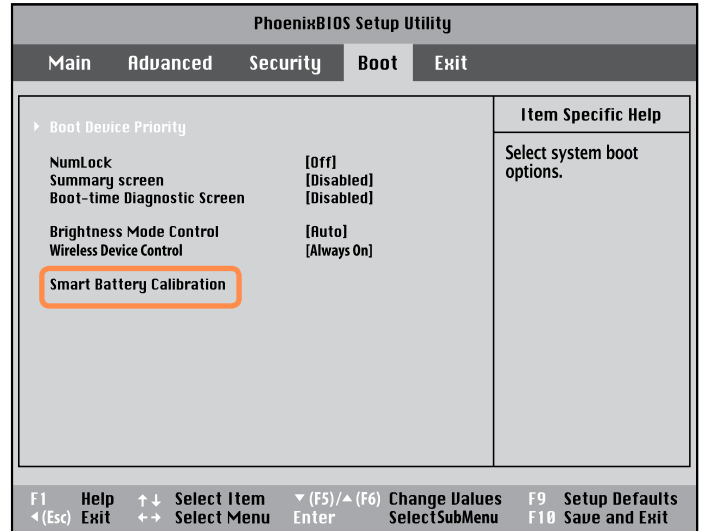 PhoenixBIOS Setup Utility
Main Advanced Security Boot Exit
Item Specific Help
Select system boot
options.
Boot Device Priority
NumLock [Off]
Summary screen [Disabled]
Boot-time Diagnostic Screen [Disabled]
Brightness Mode Control [Auto]
Wireless Device Control [Always On]
Smart Battery Calibration
F1 Help ↑↓ Select Item ▼(F5)/▲(F6) Change Values F9 Setup Defaults
◄(Esc) Exit ←→ Select Menu Enter SelectSubMenu F10 Save and Exit